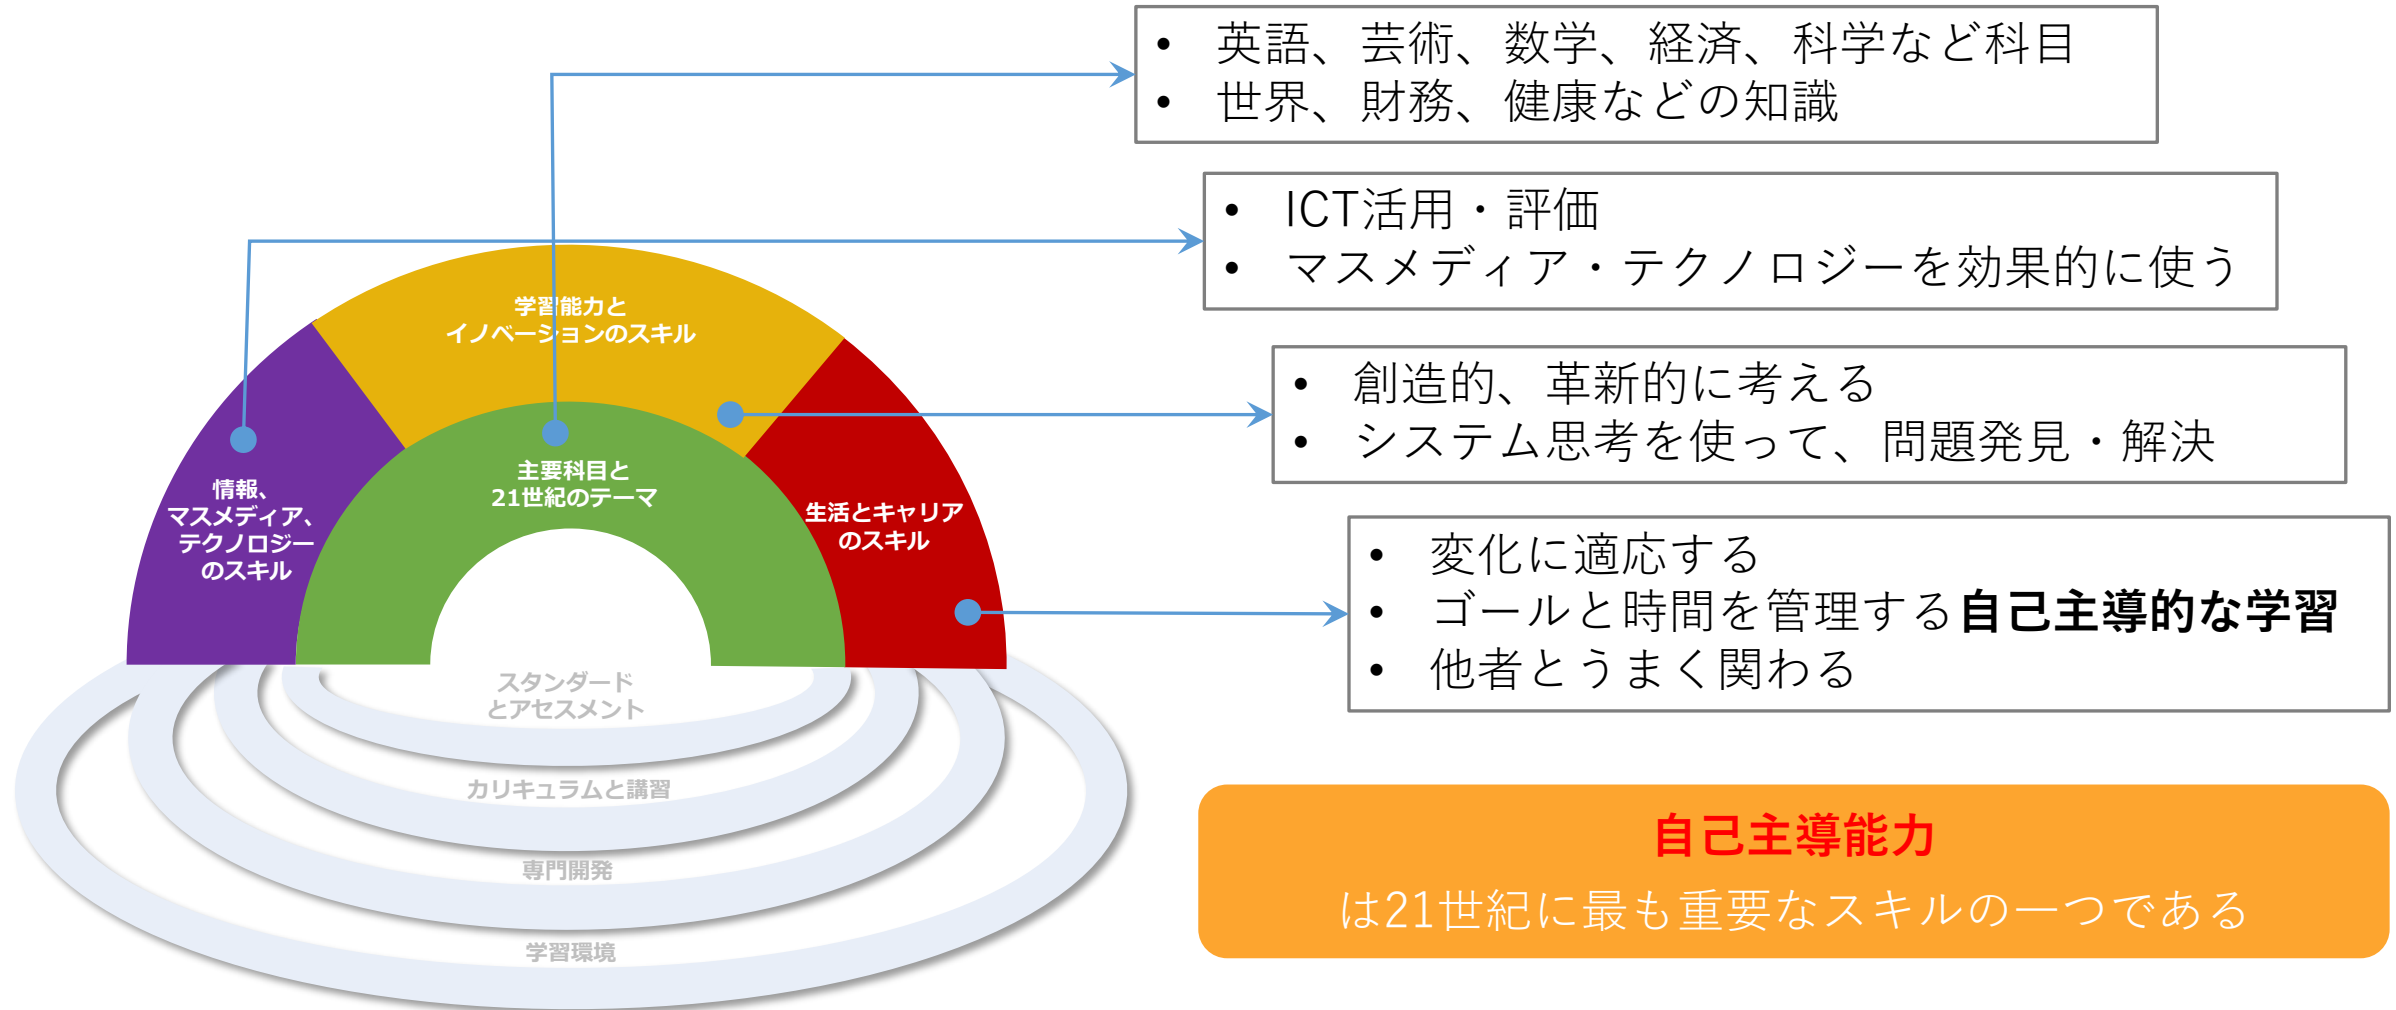 • 英語、芸術、数学、経済、科学など科目
• 世界、財務、健康などの知識
• ICT活用・評価
• マスメディア・テクノロジーを効果的に使う
学習能力と
イノベーションのスキル
• 創造的、革新的に考える
• システム思考を使って、問題発見・解決
主要科目と
21世紀のテーマ
情報、
マスメディア、
テクノロジー
のスキル
生活とキャリア
のスキル
• 変化に適応する
• ゴールと時間を管理する自己主導的な学習
• 他者とうまく関わる
スタンダード
とアセスメント
カリキュラムと講習
専門開発
学習環境
自己主導能力
は21世紀に最も重要なスキルの一つである